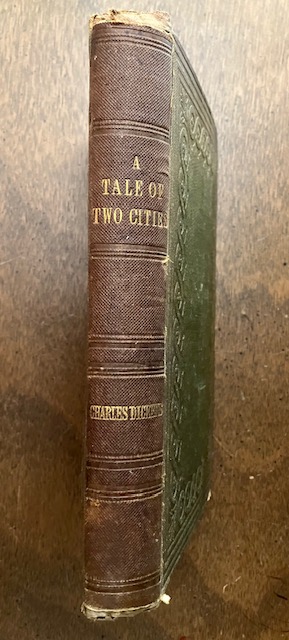 A
TALE OF
TWO CITIES
CHARLES DICKENS